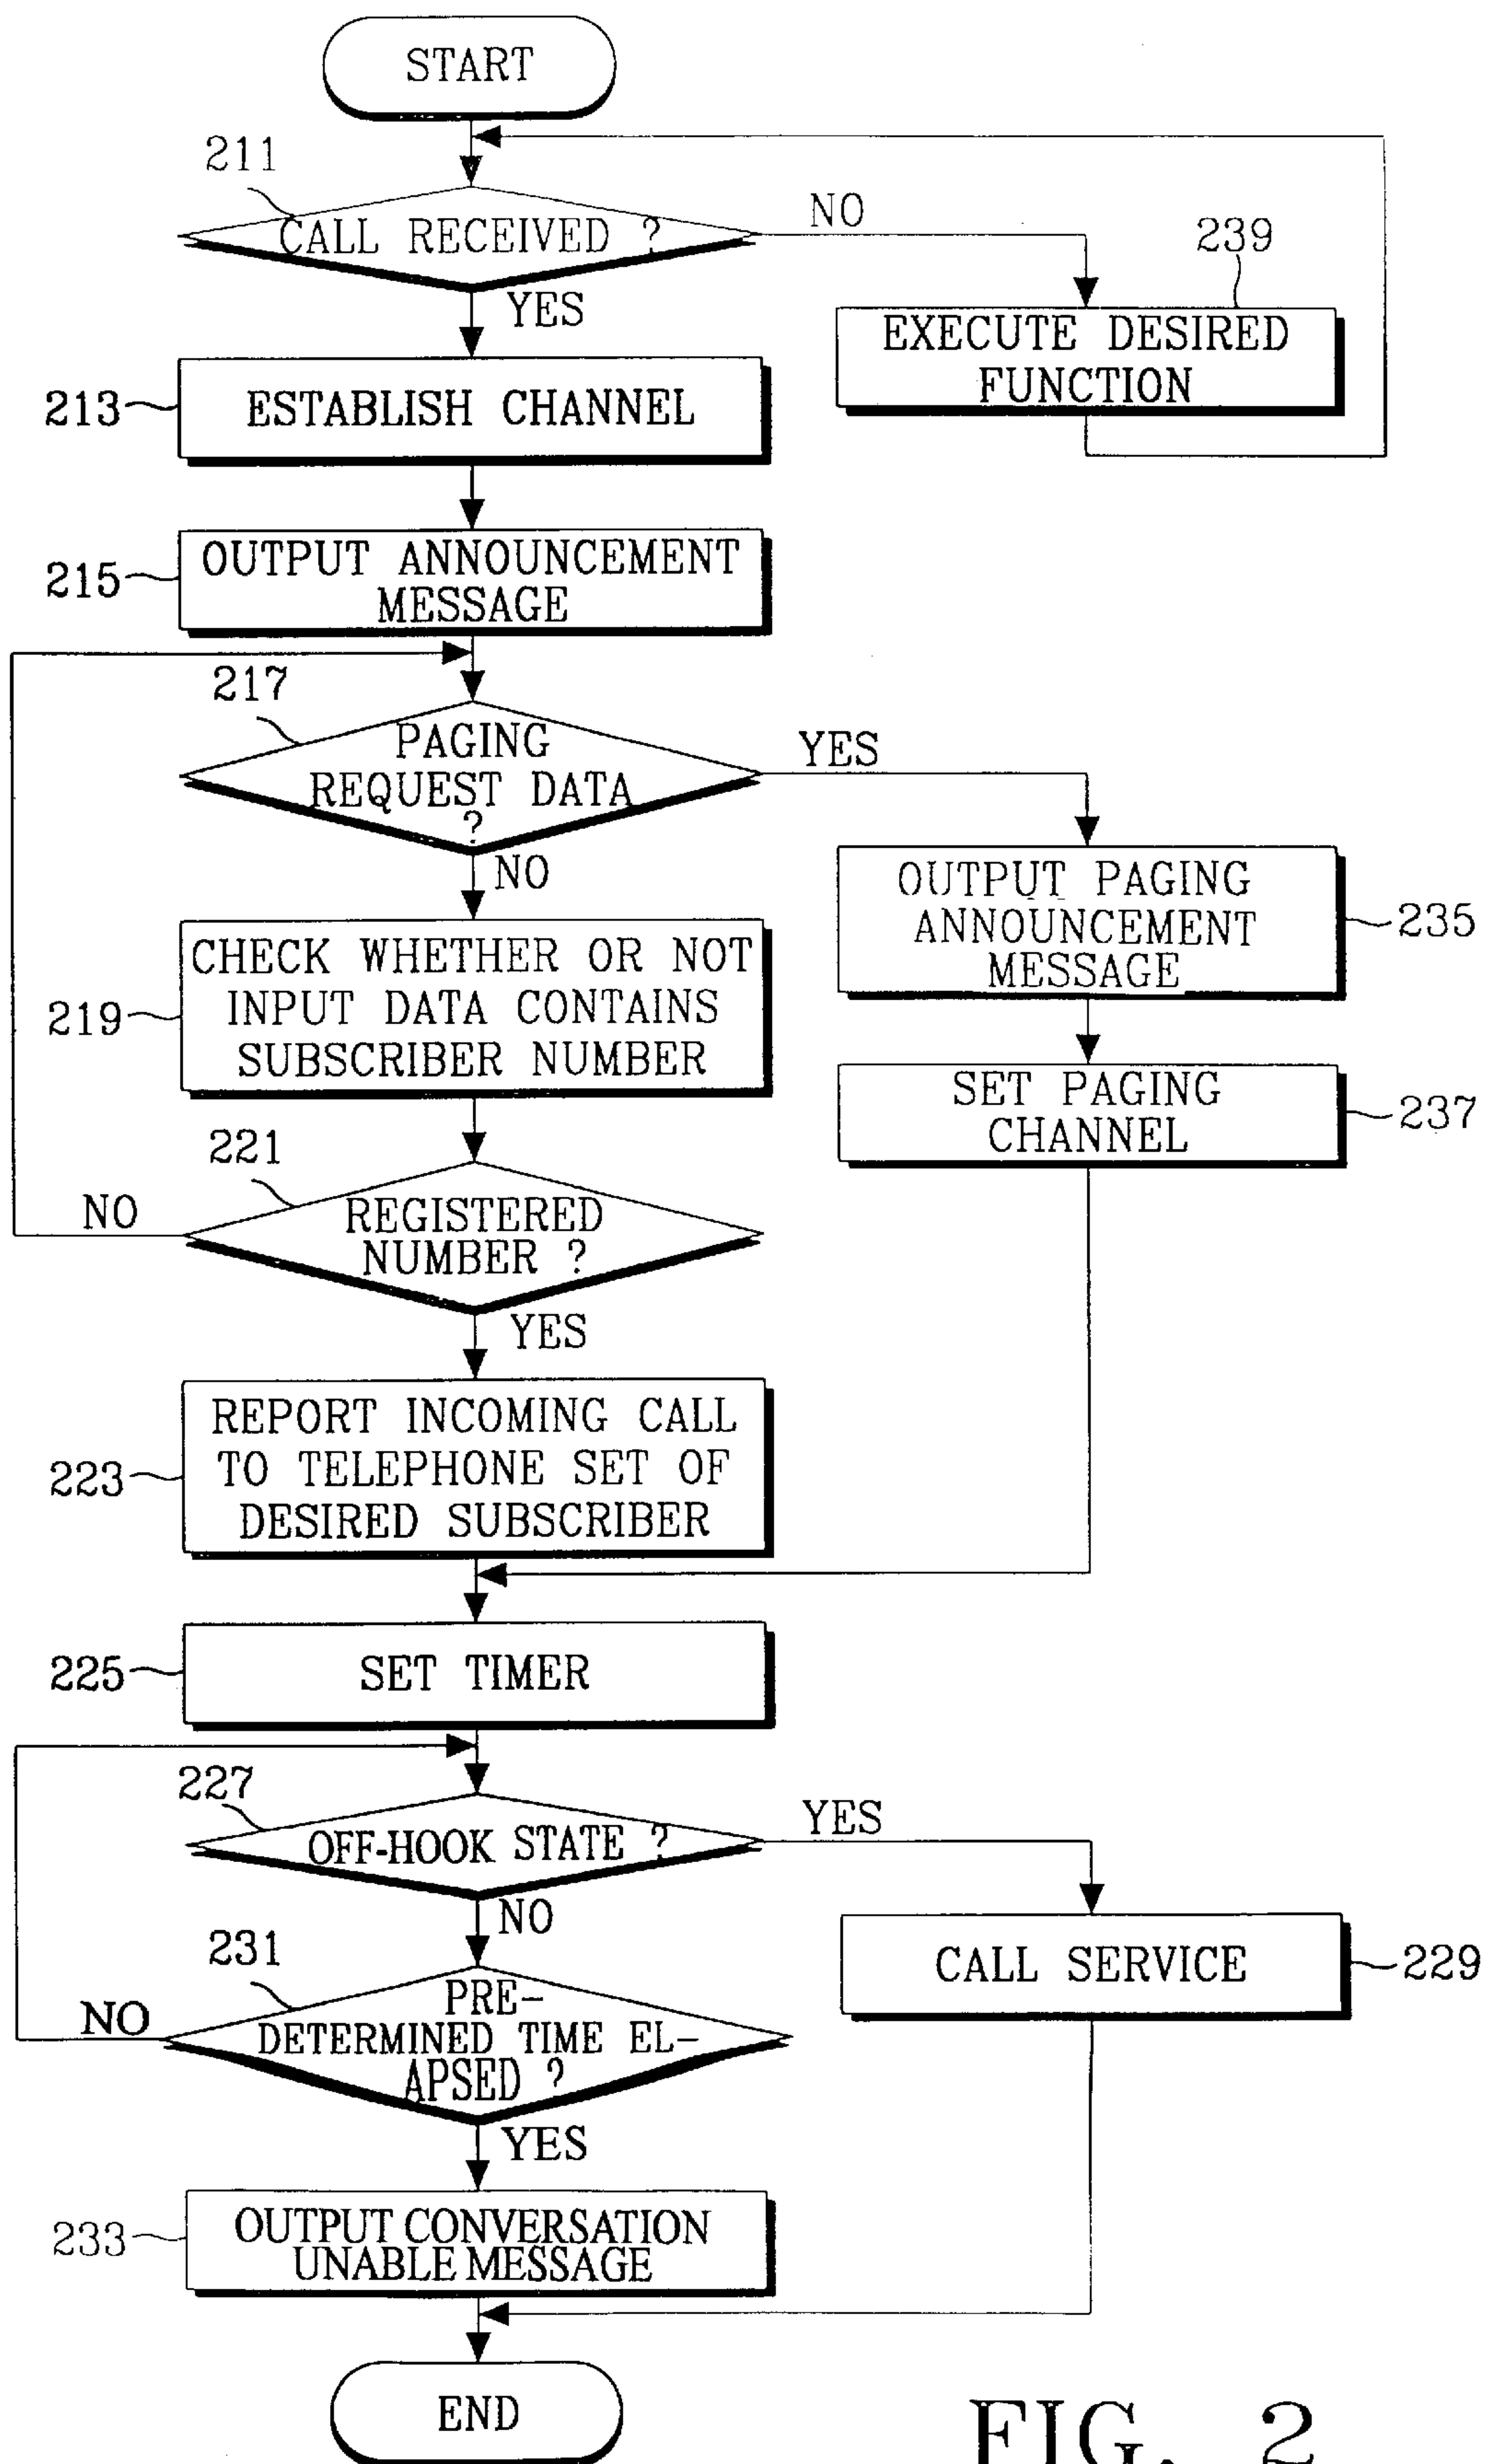 START
211
CALL RECEIVED ?
NO
239
YES
EXECUTE DESIRED
FUNCTION
213
ESTABLISH CHANNEL
215
OUTPUT ANNOUNCEMENT
MESSAGE
217
PAGING
REQUEST DATA
?
YES
NO
OUTPUT PAGING
ANNOUNCEMENT
MESSAGE
235
219
CHECK WHETHER OR NOT
INPUT DATA CONTAINS
SUBSCRIBER NUMBER
SET PAGING
CHANNEL
237
221
NO
REGISTERED
NUMBER ?
YES
223
REPORT INCOMING CALL
TO TELEPHONE SET OF
DESIRED SUBSCRIBER
225
SET TIMER
227
OFF-HOOK STATE ?
YES
NO
CALL SERVICE
229
231
NO
PRE-
DETERMINED TIME EL-
APSED ?
YES
233
OUTPUT CONVERSATION
UNABLE MESSAGE
END
FIG. 2